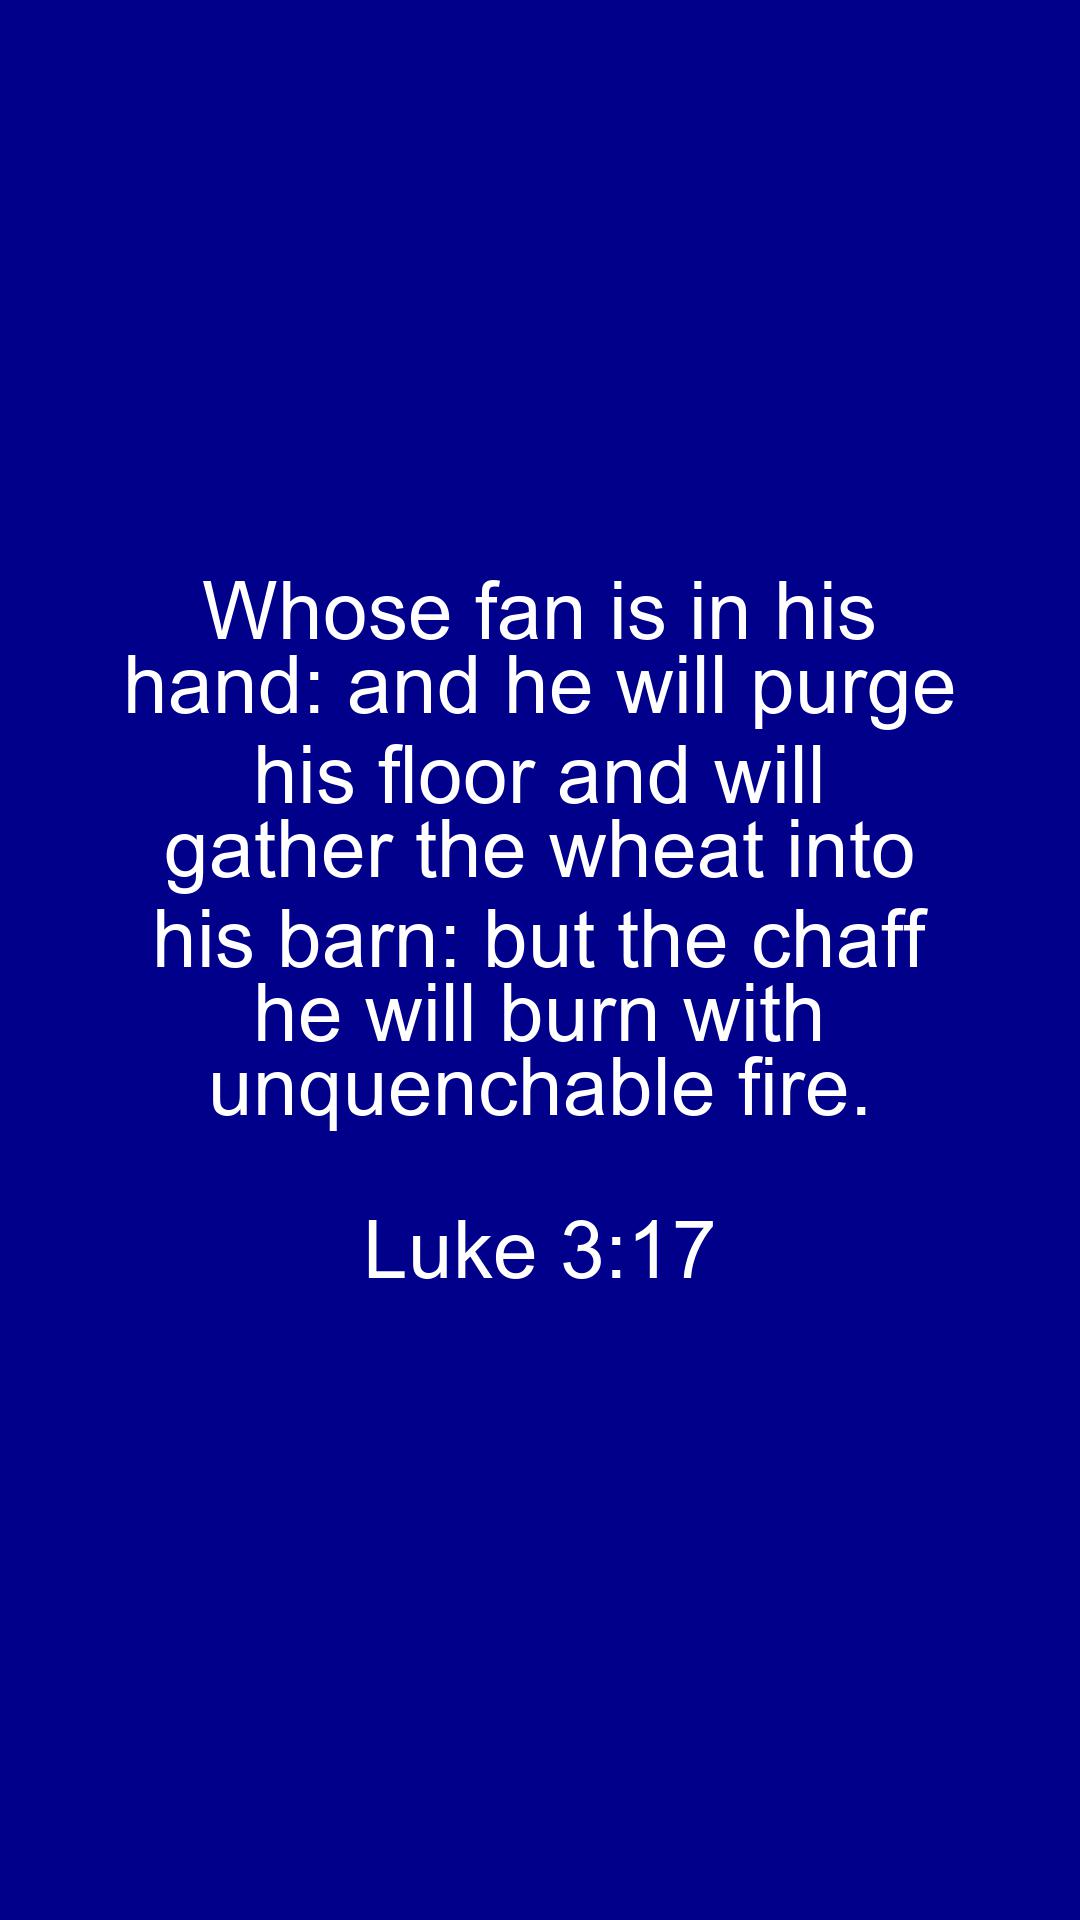 Whose fan is in his
hand: and he will purge
his floor and will
gather the wheat into
his barn: but the chaff
he will burn with
unquenchable fire.
Luke 3:17